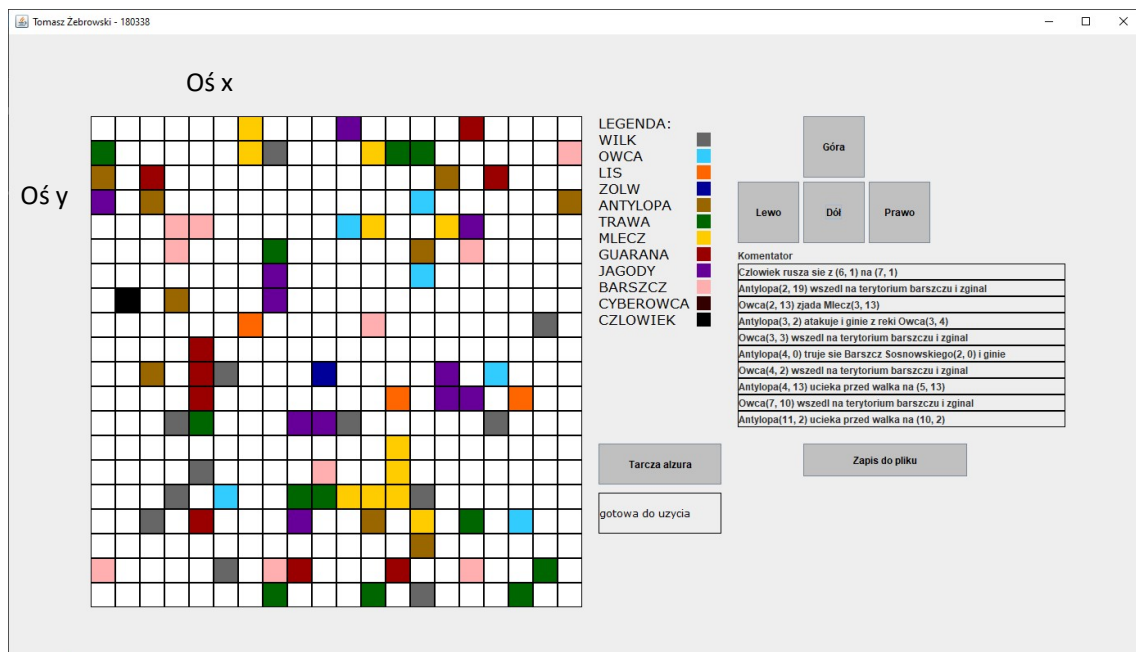 Tomasz Żebrowski - 180338
Oś x
Oś y
LEGENDA:
WILK
OWCA
LIS
ZOLW
ANTYLOPA
TRAWA
MLECZ
GUARANA
JAGODY
BARSZCZ
CYBEROWCA
CZLOWIEK
Góra
Lewo
Dół
Prawo
Komentator
Człowiek rusza sie z (6, 1) na (7, 1)
Antylopa(2, 19) wszedl na terytorium barszczu i zginal
Owca(2, 13) zjada Mlecz(3, 13)
Antylopa(3, 2) atakuje i ginie z reki Owca(3, 4)
Owca(3, 3) wszedl na terytorium barszczu i zginal
Antylopa(4, 0) truje sie Barszcz Sosnowskiego(2, 0) i ginie
Owca(4, 2) wszedl na terytorium barszczu i zginal
Antylopa(4, 13) ucieka przed walka na (5, 13)
Owca(7, 10) wszedl na terytorium barszczu i zginal
Antylopa(11, 2) ucieka przed walka na (10, 2)
Tarcza alzura
Zapis do pliku
gotowa do uzycia